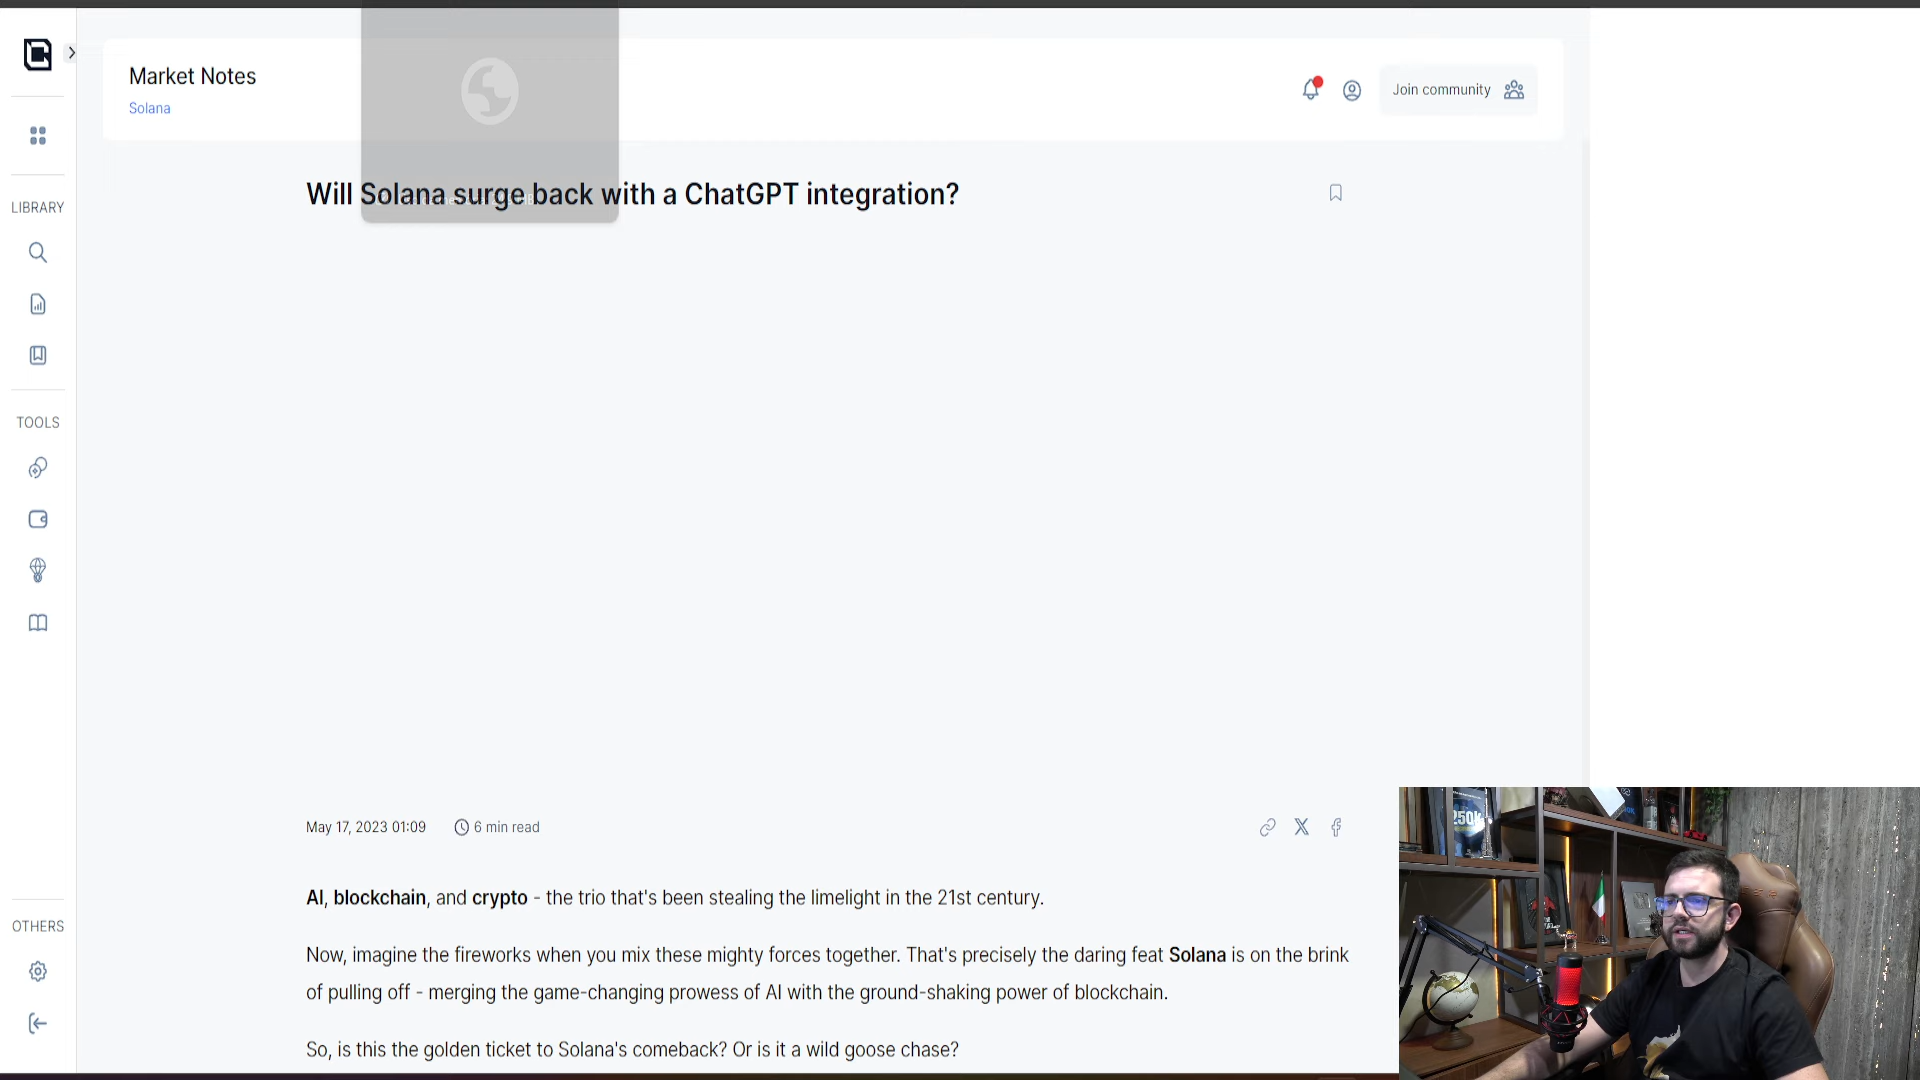 Market Notes
Solana
Join community
Will Solana surge back with a ChatGPT integration?
LIBRARY
TOOLS
May 17, 2023 01:09
6 min read
AI, blockchain, and crypto - the trio that's been stealing the limelight in the 21st century.
Now, imagine the fireworks when you mix these mighty forces together. That's precisely the daring feat Solana is on the brink
of pulling off - merging the game-changing prowess of AI with the ground-shaking power of blockchain.
So, is this the golden ticket to Solana's comeback? Or is it a wild goose chase?
OTHERS
250K